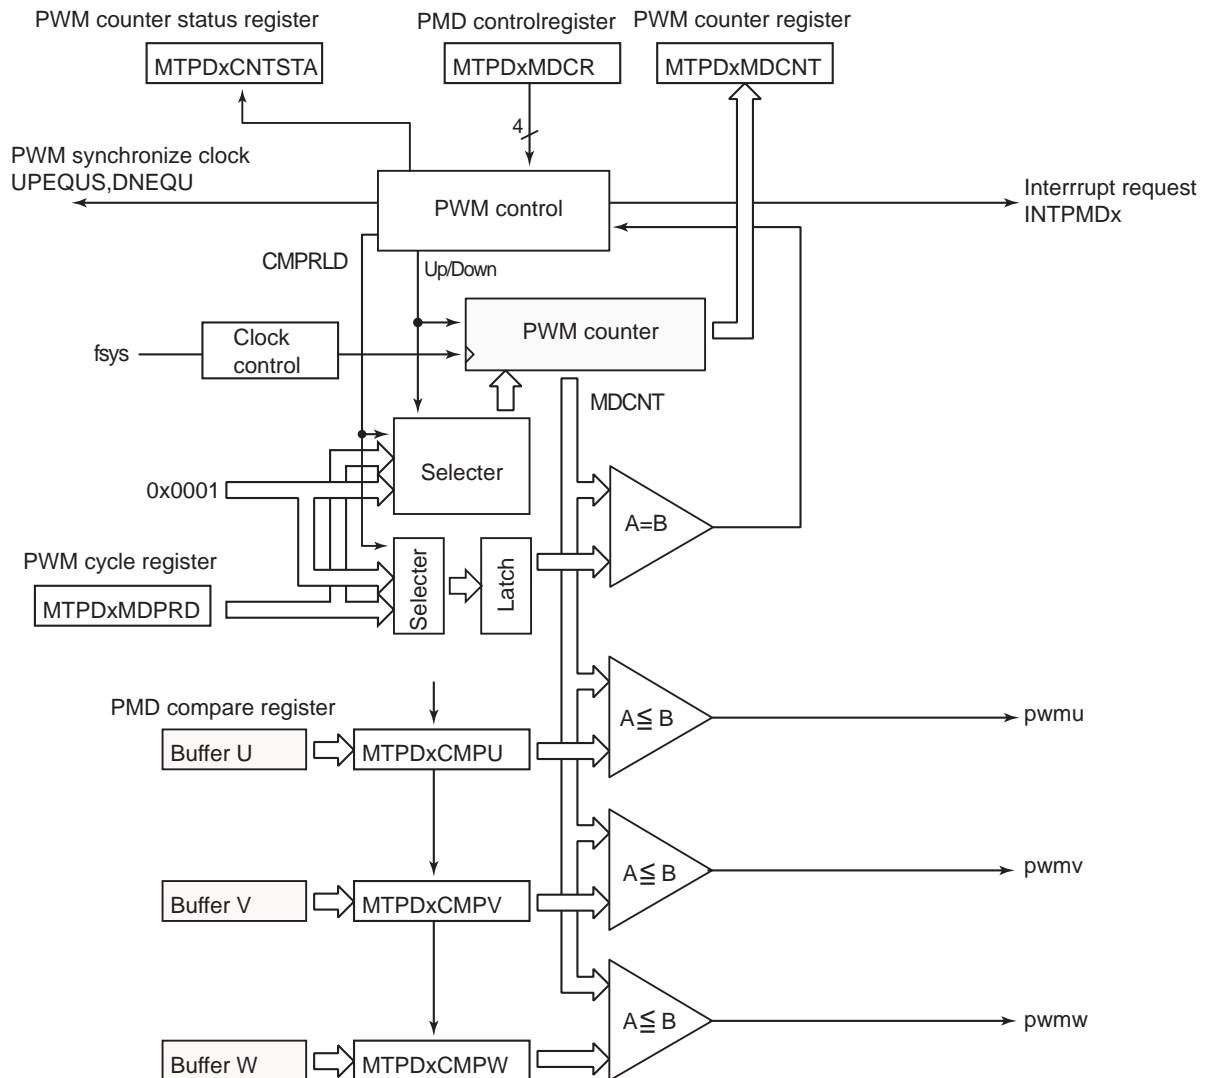 PWM counter status register
PMD controlregister
PWM counter register
MTPDxCNTSTA
MTPDxMDCR
MTPDxMDCNT
4
PWM synchronize clock
UPEQUS,DNEQU
PWM control
Interrrupt request
INTPMDx
CMPRLD
Up/Down
fsys
Clock
control
PWM counter
MDCNT
Selecter
0x0001
A=B
PWM cycle register
MTPDxMDPRD
Selecter
Latch
PMD compare register
Buffer U
MTPDxCMPU
A≦ B
pwmu
Buffer V
MTPDxCMPV
A≦ B
pwmv
Buffer W
MTPDxCMPW
A≦ B
pwmw